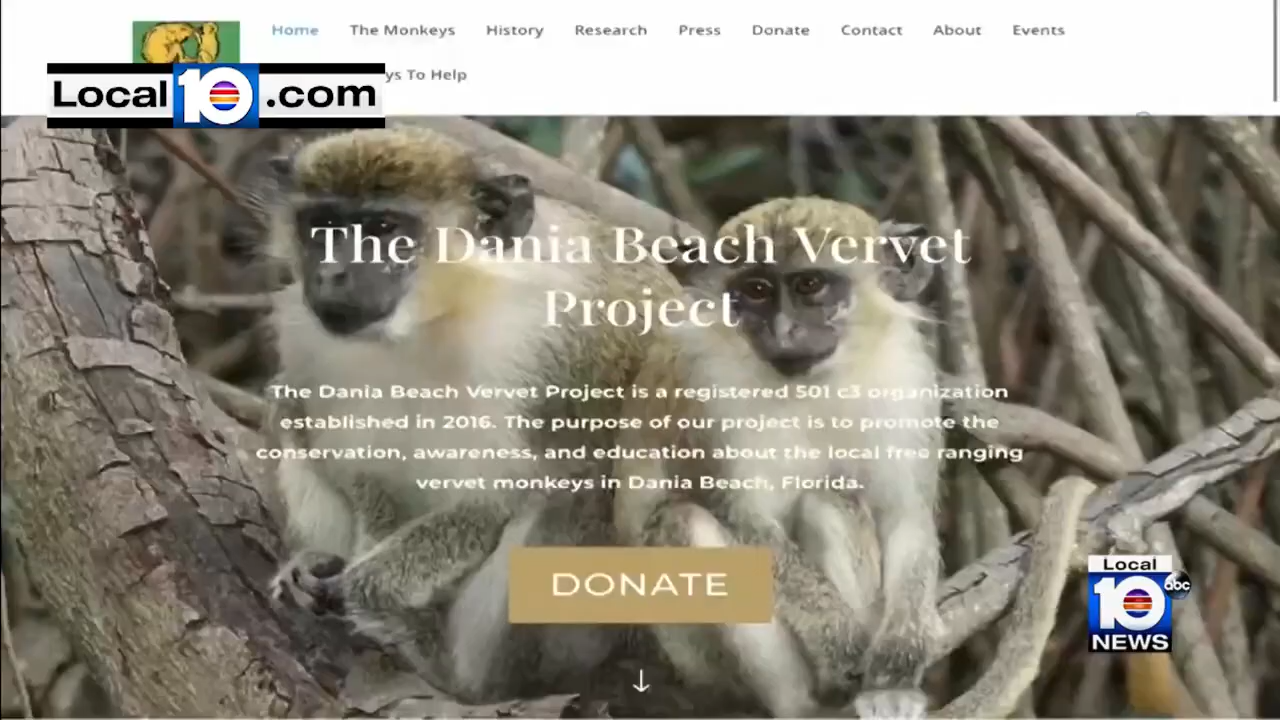 Home The Monkeys History Research Press Donate Contact About Events
ys To Help
Local 10 .com
The Dania Beach Vervet
Project
The Dania Beach Vervet Project is a registered 501 c3 organization
established in 2016. The purpose of our project is to promote the
conservation, awareness, and education about the local free ranging
vervet monkeys in Dania Beach, Florida.
DONATE
Local
10 abc
NEWS